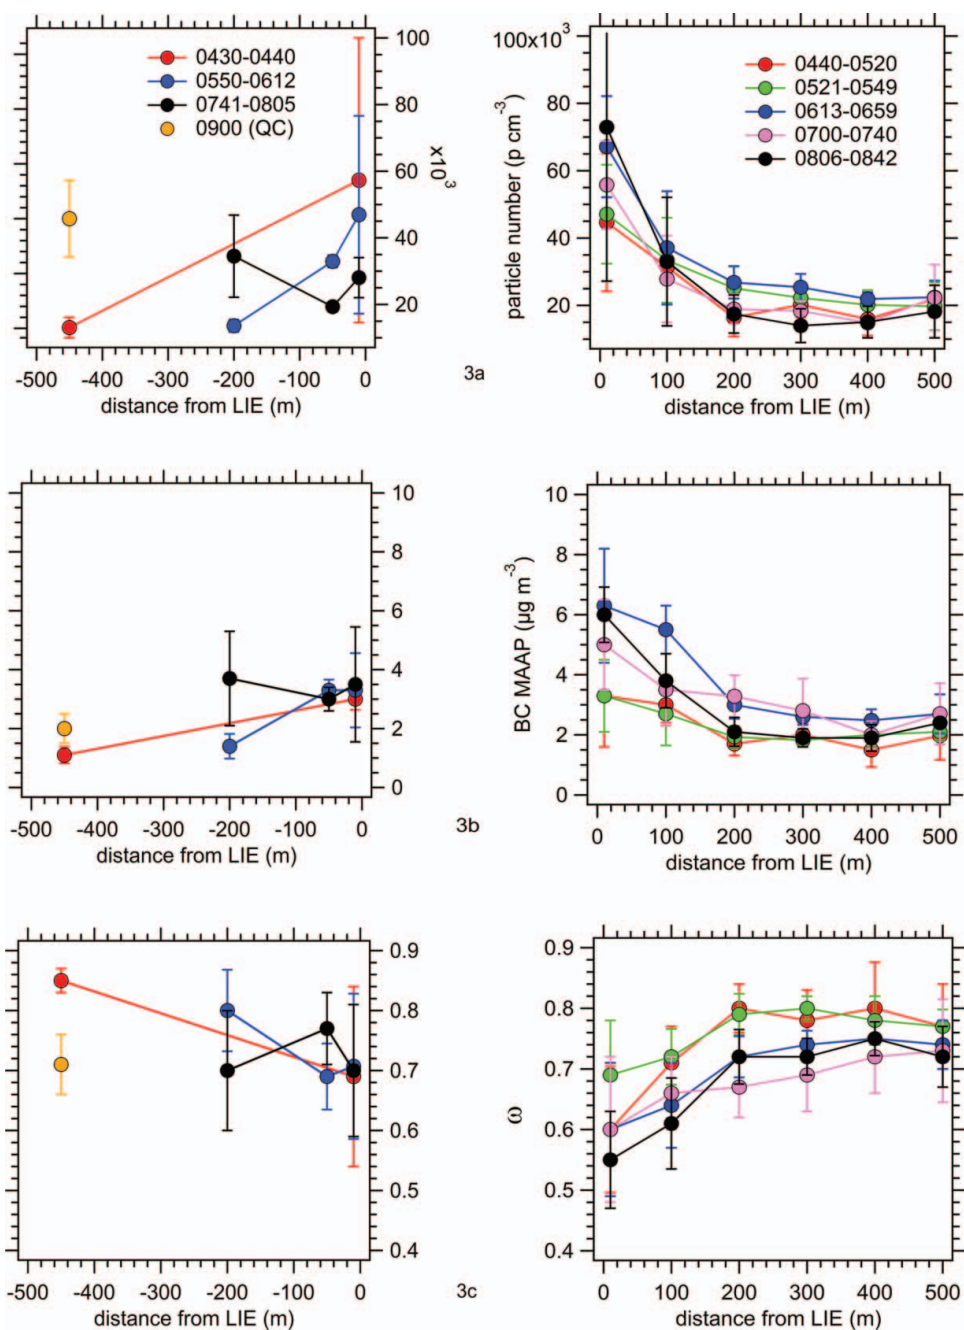 0430-0440
0550-0612
0741-0805
0900 (QC)
100
80
60
40
20
x10³
-500 -400 -300 -200 -100 0
distance from LIE (m)
3a
100x10³
80
60
40
20
particle number (p cm⁻³)
0440-0520
0521-0549
0613-0659
0700-0740
0806-0842
0 100 200 300 400 500
distance from LIE (m)
10
8
6
4
2
0
-500 -400 -300 -200 -100 0
distance from LIE (m)
3b
10
8
6
4
2
0
BC MAAP (µg m⁻³)
0 100 200 300 400 500
distance from LIE (m)
0.9
0.8
0.7
0.6
0.5
0.4
-500 -400 -300 -200 -100 0
distance from LIE (m)
3c
0.9
0.8
0.7
0.6
0.5
0.4
ω
0 100 200 300 400 500
distance from LIE (m)